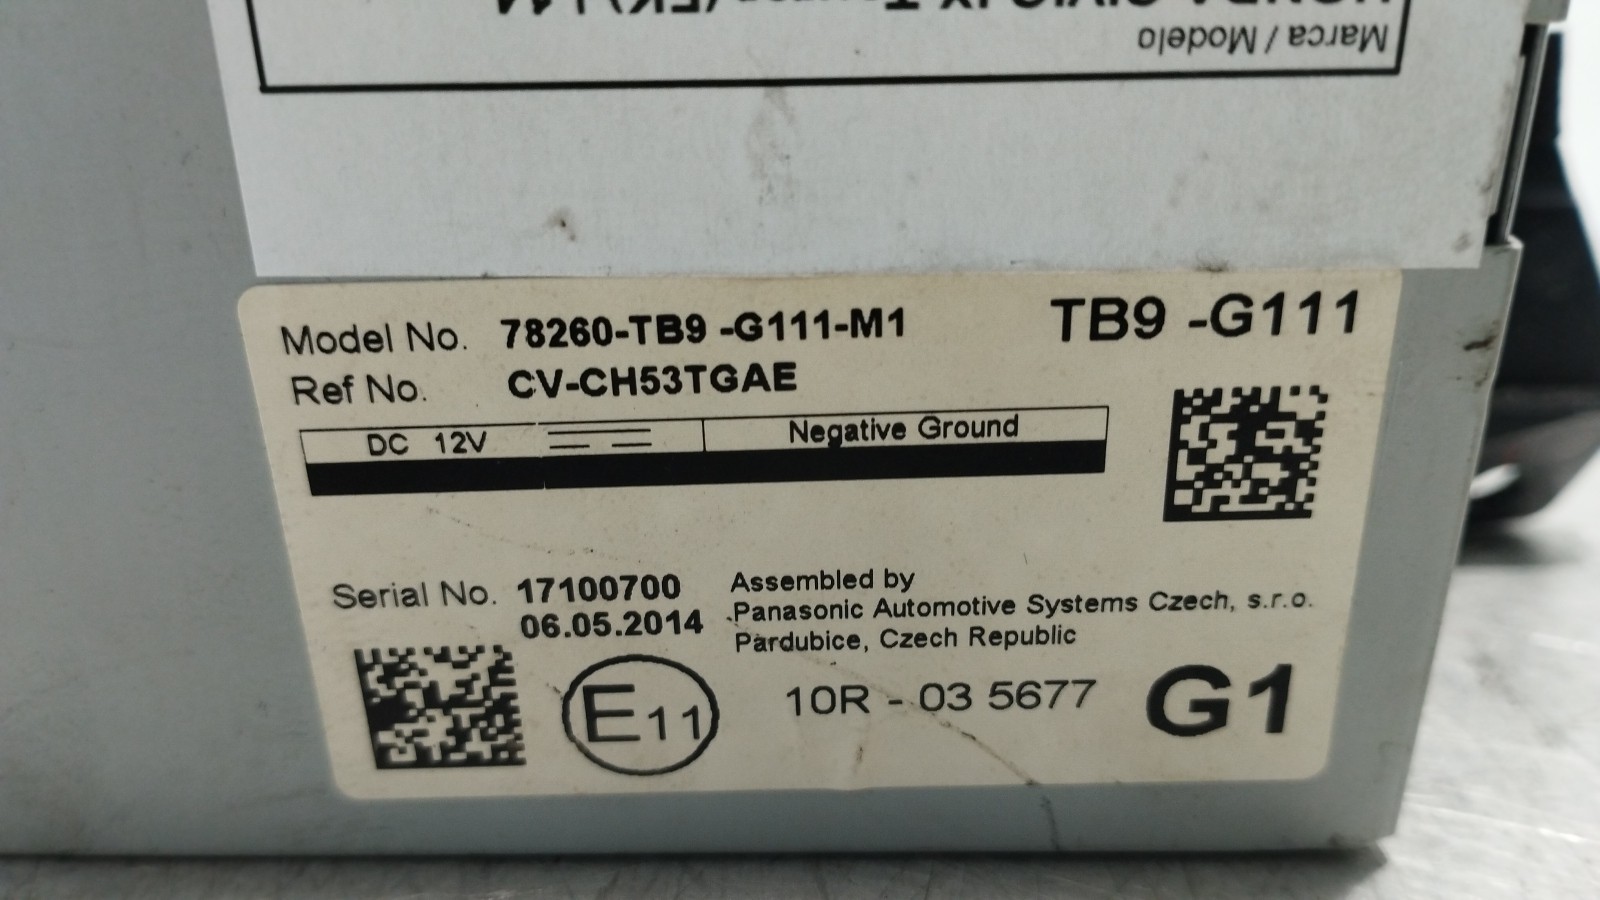 Marca / Modelo
Model No. 78260-TB9 -G111-M1
TB9 -G111
Ref No. CV-CH53TGAE
DC 12V
Negative Ground
Serial No. 17100700
06.05.2014
Assembled by
Panasonic Automotive Systems Czech, s.r.o.
Pardubice, Czech Republic
E11
10R - 03 5677
G1